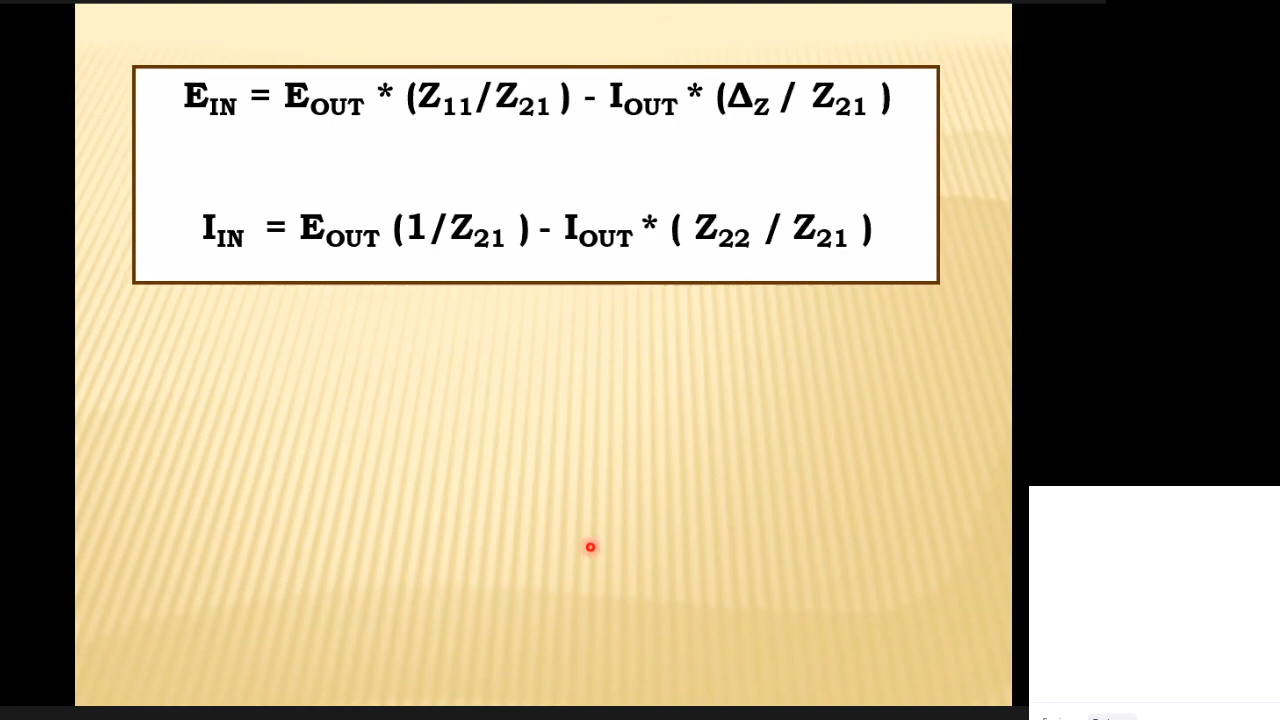 E_IN = E_OUT * (Z_11/Z_21 ) - I_OUT * (Δ_Z / Z_21 )
I_IN = E_OUT (1/Z_21 ) - I_OUT * ( Z_22 / Z_21 )